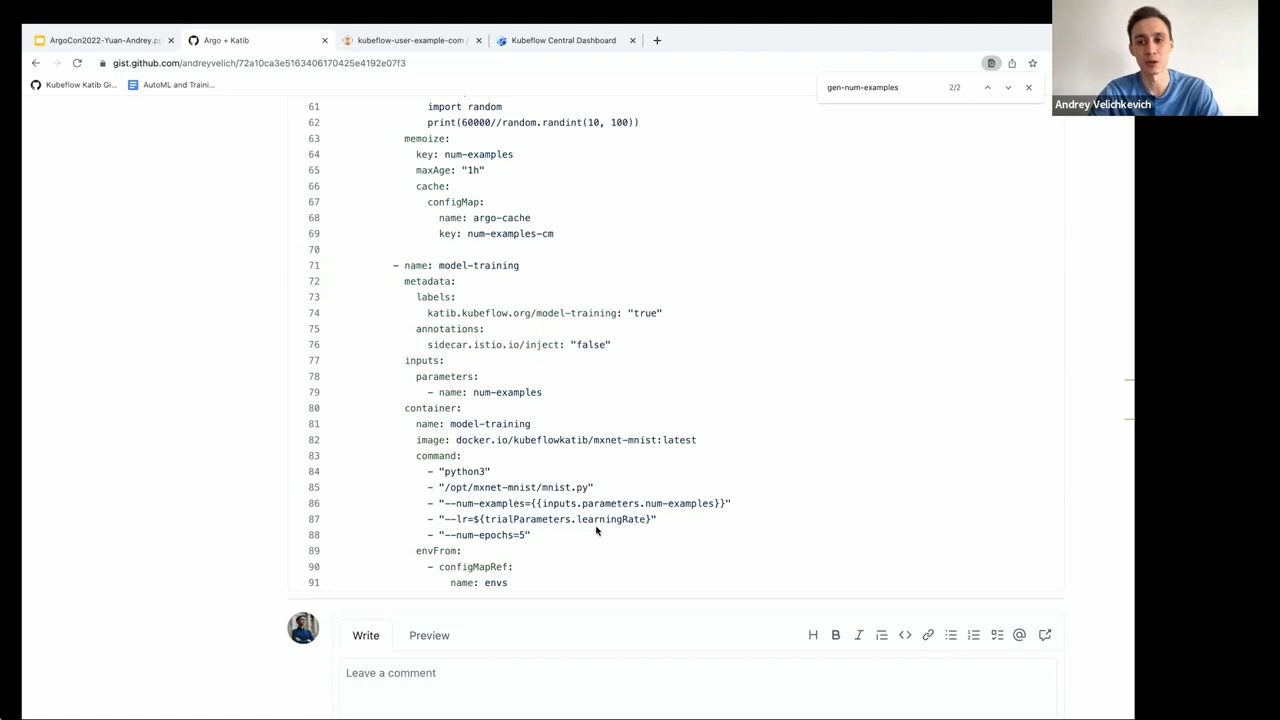 ArgoCon2022-Yuan-Andrey.p
Argo + Katib
kubeflow-user-example-com /
Kubeflow Central Dashboard
gist.github.com/andreyvelich/72a10ca3e5163406170425e4192e07f3
Kubeflow Katib Gi...
AutoML and Traini...
gen-num-examples
2/2
Andrey Velichkevich
61 import random
62 print(60000//random.randint(10, 100))
63 memoize:
64 key: num-examples
65 maxAge: "1h"
66 cache:
67 configMap:
68 name: argo-cache
69 key: num-examples-cm
70
71 - name: model-training
72 metadata:
73 labels:
74 katib.kubeflow.org/model-training: "true"
75 annotations:
76 sidecar.istio.io/inject: "false"
77 inputs:
78 parameters:
79 - name: num-examples
80 container:
81 name: model-training
82 image: docker.io/kubeflowkatib/mxnet-mnist:latest
83 command:
84 - "python3"
85 - "/opt/mxnet-mnist/mnist.py"
86 - "--num-examples={{inputs.parameters.num-examples}}"
87 - "--lr=${trialParameters.learningRate}"
88 - "--num-epochs=5"
89 envFrom:
90 - configMapRef:
91 name: envs
Write
Preview
Leave a comment